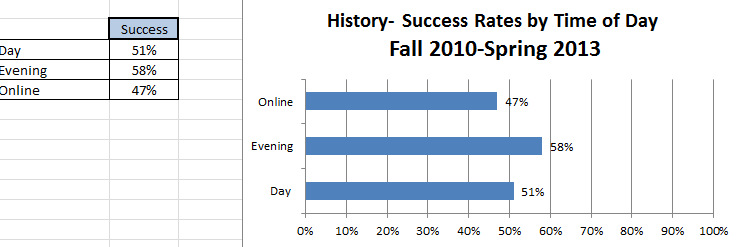 Success
Day 51%
Evening 58%
Online 47%
History- Success Rates by Time of Day
Fall 2010-Spring 2013
Online 47%
Evening 58%
Day 51%
0% 10% 20% 30% 40% 50% 60% 70% 80% 90% 100%